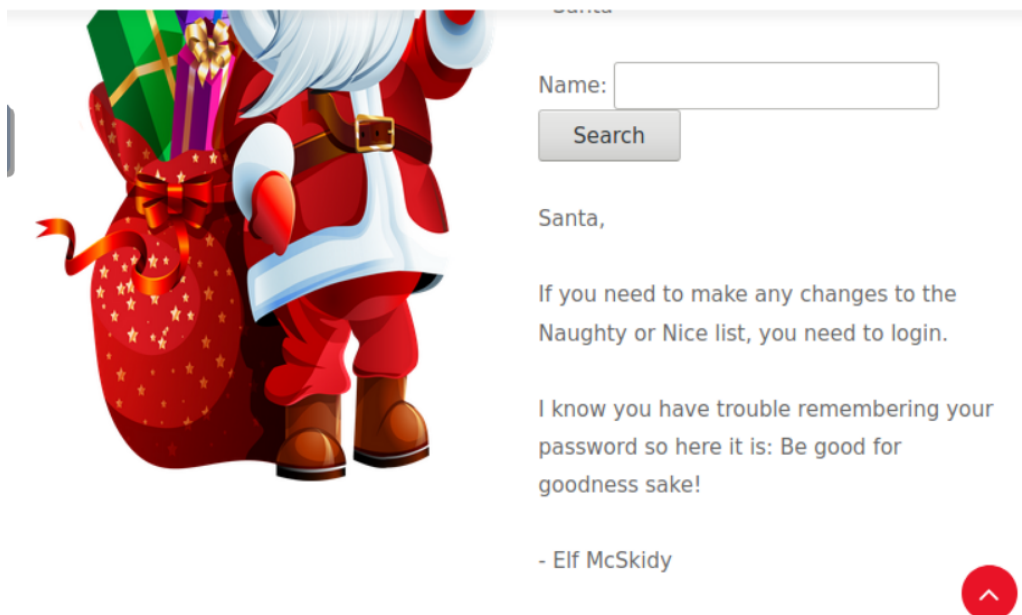 Name:
Search
Santa,
If you need to make any changes to the
Naughty or Nice list, you need to login.
I know you have trouble remembering your
password so here it is: Be good for
goodness sake!
- Elf McSkidy